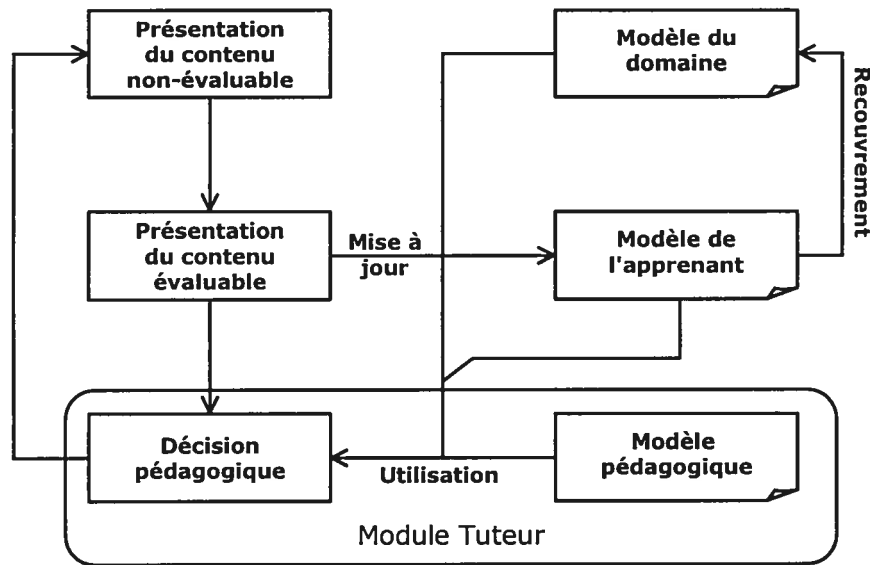 Présentation
du contenu
non-évaluable
Modèle du
domaine
Recouvrement
Présentation
du contenu
évaluable
Mise à
jour
Modèle de
l'apprenant
Décision
pédagogique
Utilisation
Modèle
pédagogique
Module Tuteur